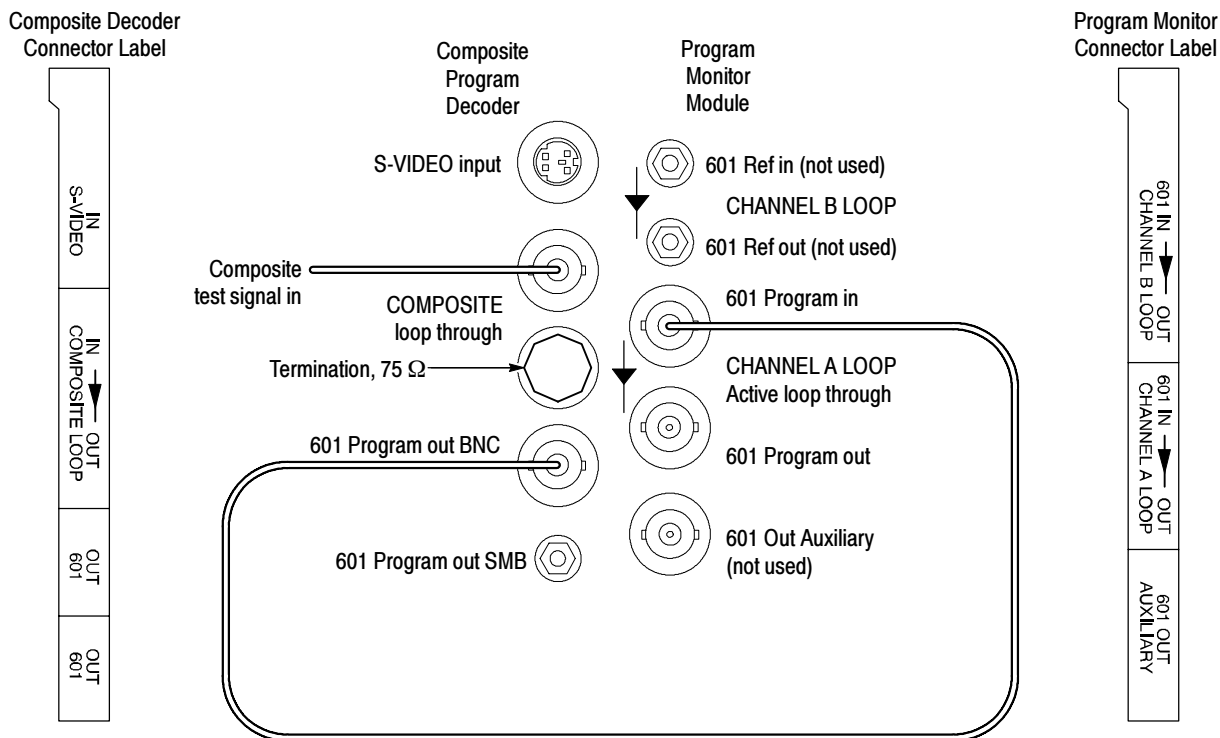 Composite Decoder
Connector Label
Program Monitor
Connector Label
Composite
Program
Decoder
Program
Monitor
Module
S-VIDEO input
601 Ref in (not used)
CHANNEL B LOOP
601 Ref out (not used)
Composite
test signal in
COMPOSITE
loop through
601 Program in
Termination, 75 Ω
CHANNEL A LOOP
Active loop through
601 Program out BNC
601 Program out
601 Program out SMB
601 Out Auxiliary
(not used)
IN
S-VIDEO
IN OUT
COMPOSITE LOOP
OUT
601
OUT
601
601 IN OUT
CHANNEL B LOOP
601 IN OUT
CHANNEL A LOOP
601 OUT
AUXILIARY